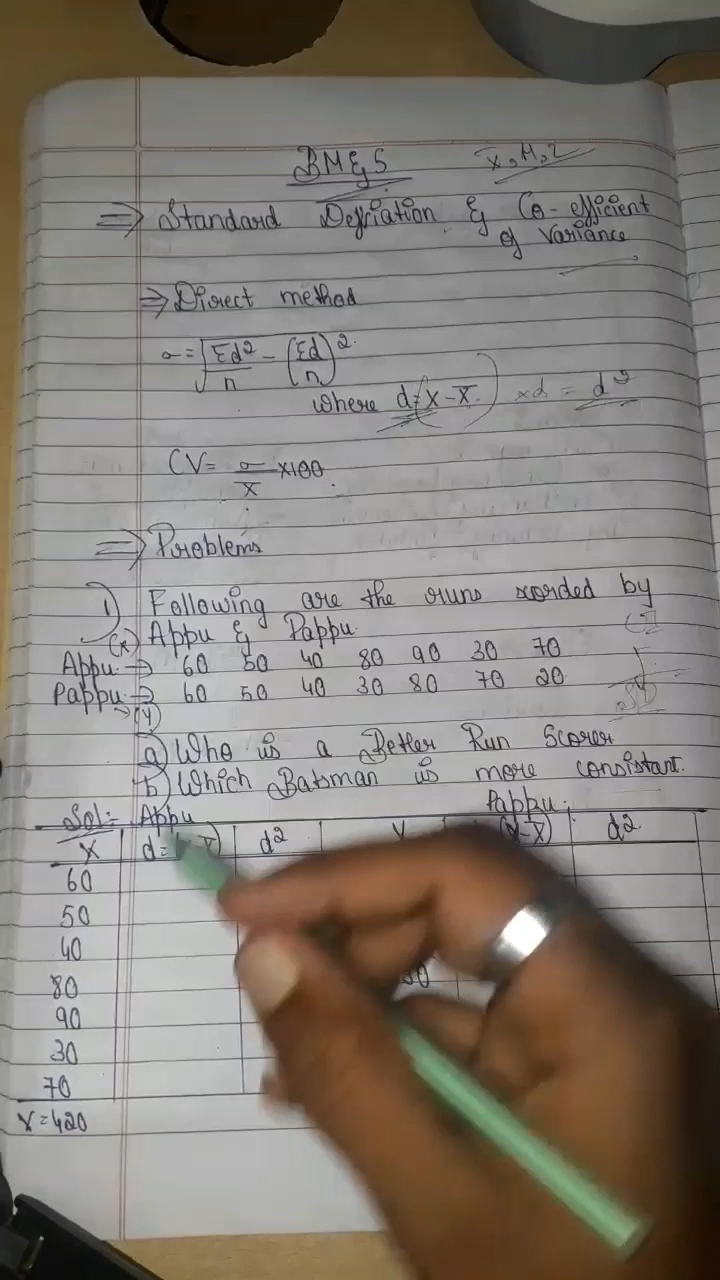 BM&S x̄, M, Z
⇒ Standard Deviation & Co-efficient
of Variance
⇒ Direct method
σ = √Σd²/n - (Σd/n)²
where d = x - x̄ xd = d²
CV = σ/x̄ ×100
⇒ Problems
1) Following are the runs xorded by
(x) Appu & Pappu
Appu → 60 50 40 80 90 30 70
Pappu → 60 50 40 30 80 70 20
(y)
a) Who is a Better Run Scorer
b) Which Batsman is more consistant.
Sol:- Appu Pappu
X d= d² d²
60
50
40
80
90
30
70
x=420